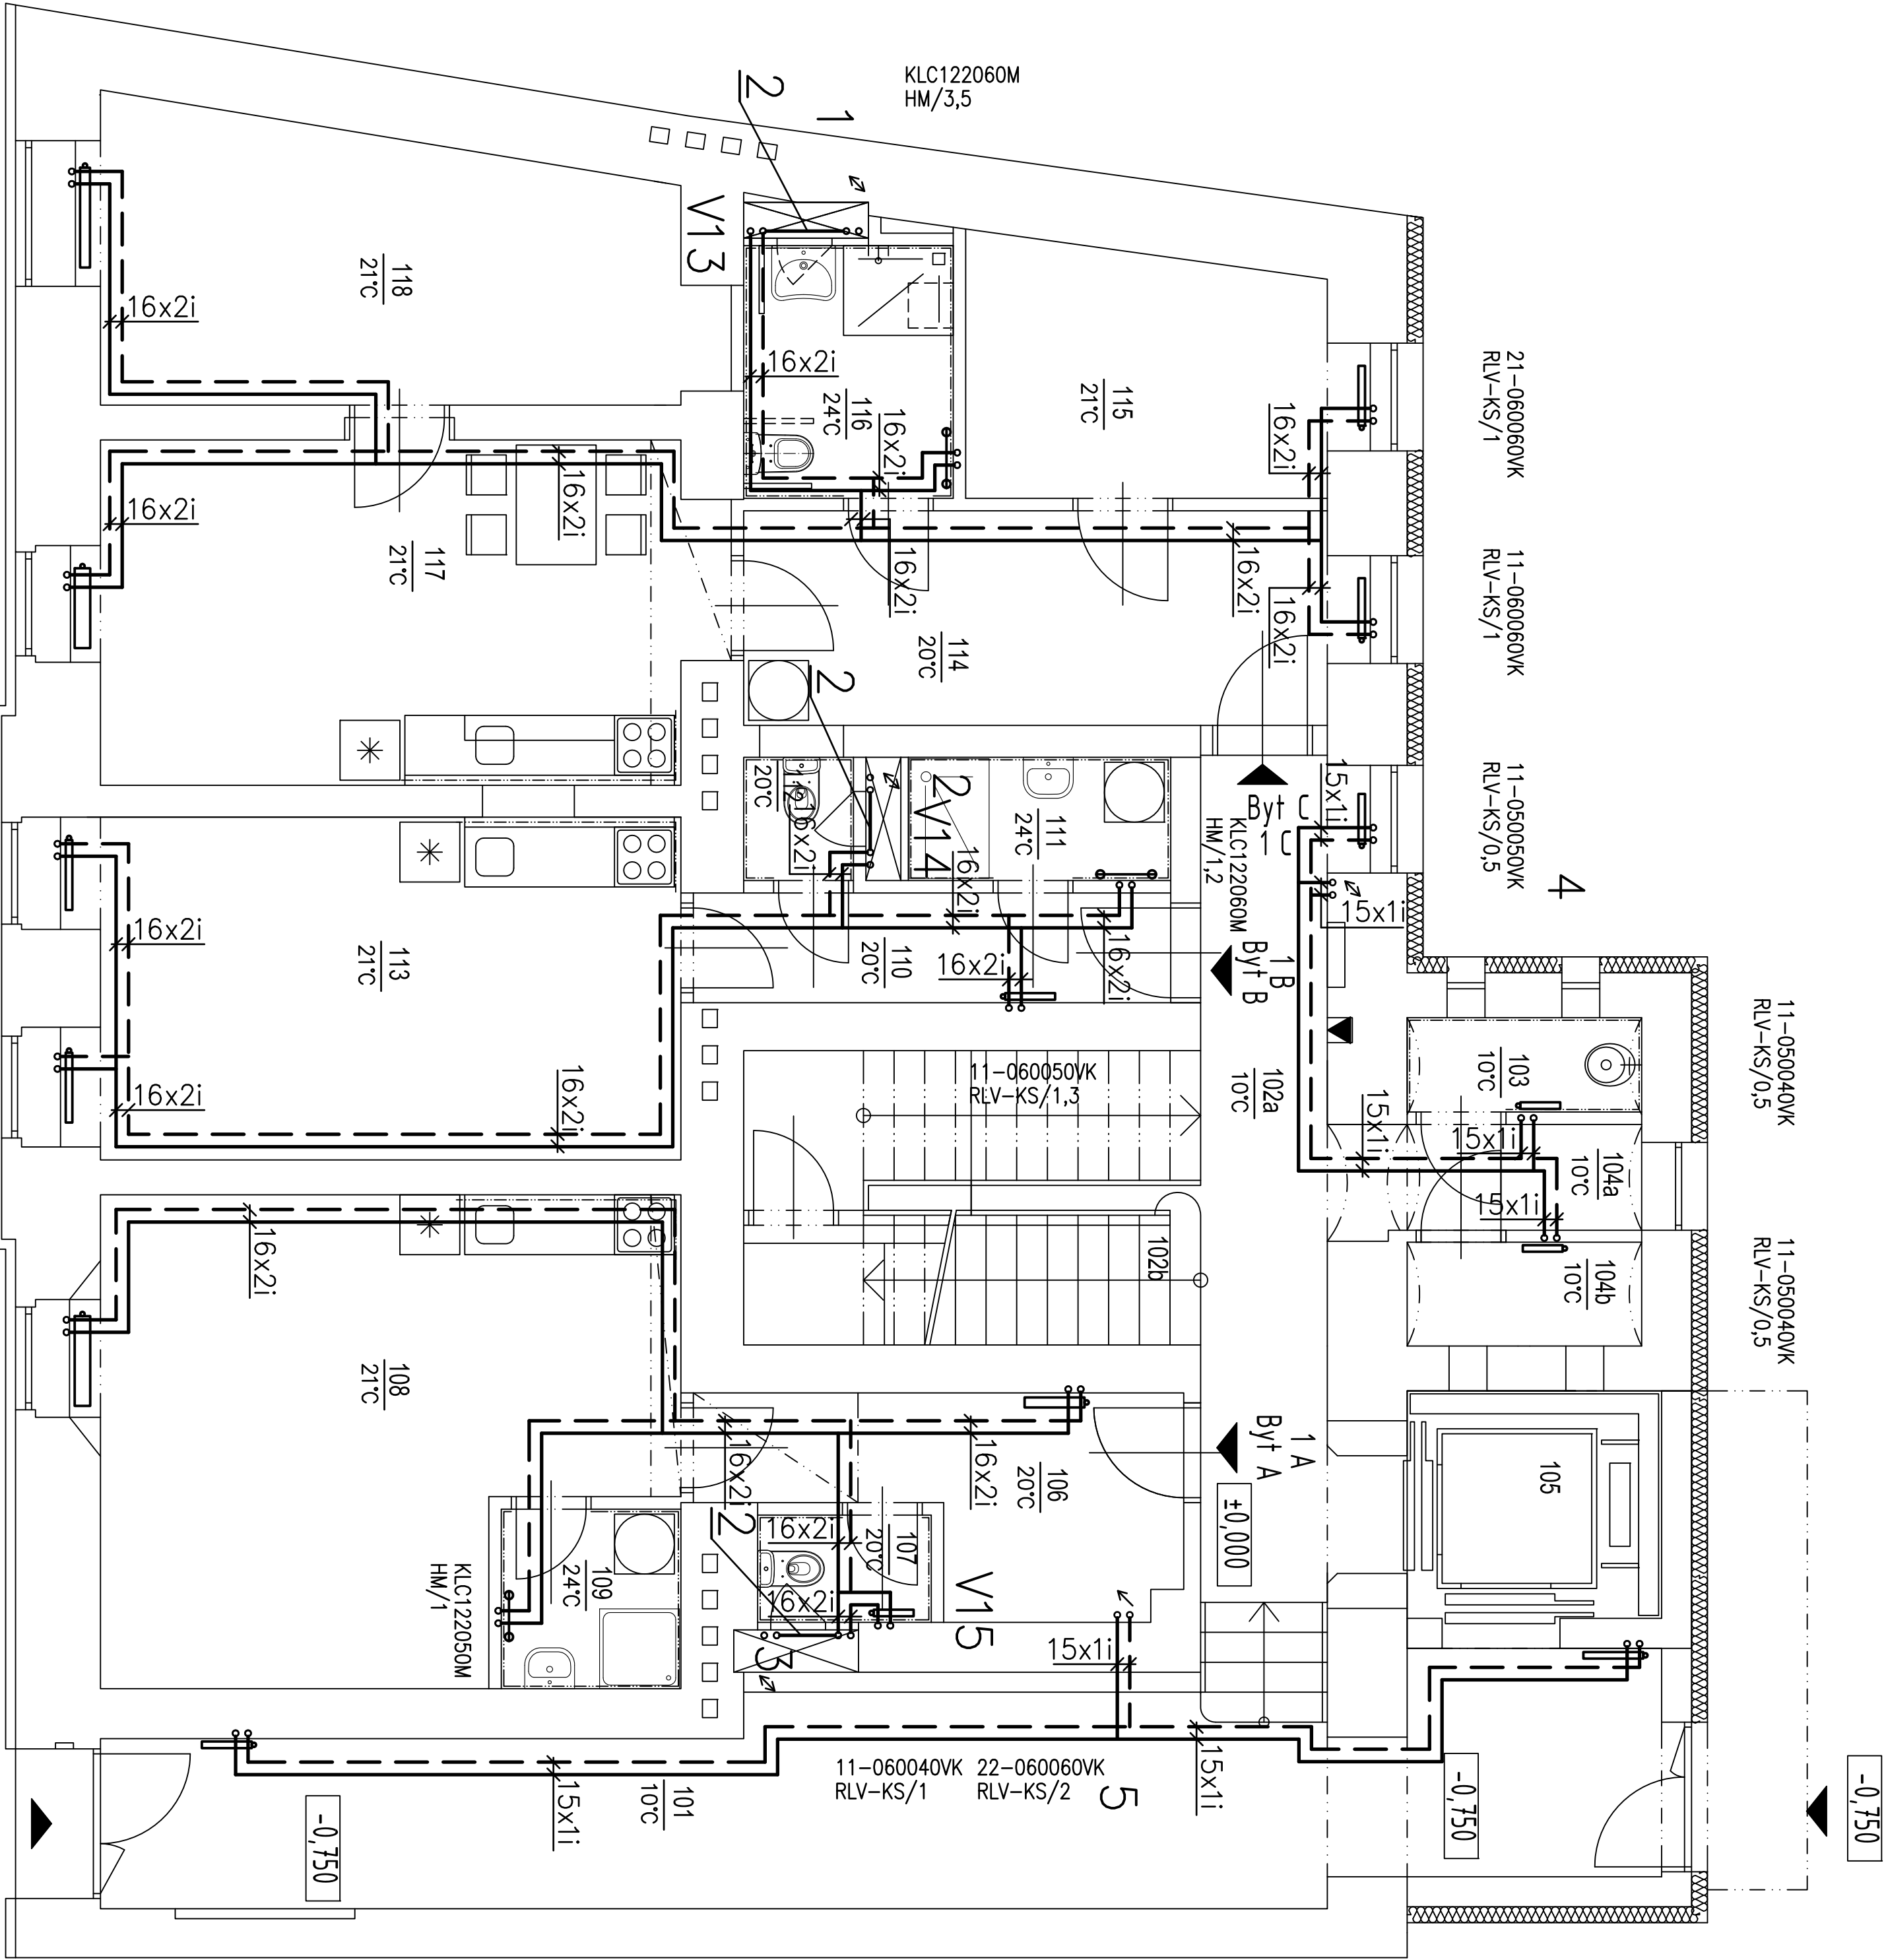 KLC122060M
HM/3,5
1
2
V13
118
21°C
16x2i
16x2i
116
24°C
16x2i
115
21°C
16x2i
21-060060VK
RLV-KS/1
11-060060VK
RLV-KS/1
11-050050VK
RLV-KS/0,5
4
16x2i
16x2i
117
21°C
16x2i
16x2i
16x2i
114
20°C
2
Byt C
1 C
15x1i
15x1i
KLC122060M
HM/1,2
112
20°C
16x2i
2
V14
111
24°C
16x2i
16x2i
113
21°C
16x2i
16x2i
110
20°C
16x2i
16x2i
1 B
Byt B
102a
10°C
11-060050VK
RLV-KS/1,3
103
10°C
15x1i
15x1i
104a
10°C
15x1i
104b
10°C
11-050040VK
RLV-KS/0,5
11-050040VK
RLV-KS/0,5
102b
16x2i
108
21°C
16x2i
16x2i
106
20°C
1 A
Byt A
±0,000
105
107
20°C
16x2i
16x2i
2
V15
3
109
24°C
KLC122050M
HM/1
15x1i
15x1i
15x1i
101
10°C
11-060040VK
RLV-KS/1
22-060060VK
RLV-KS/2
5
-0,750
-0,750
-0,750